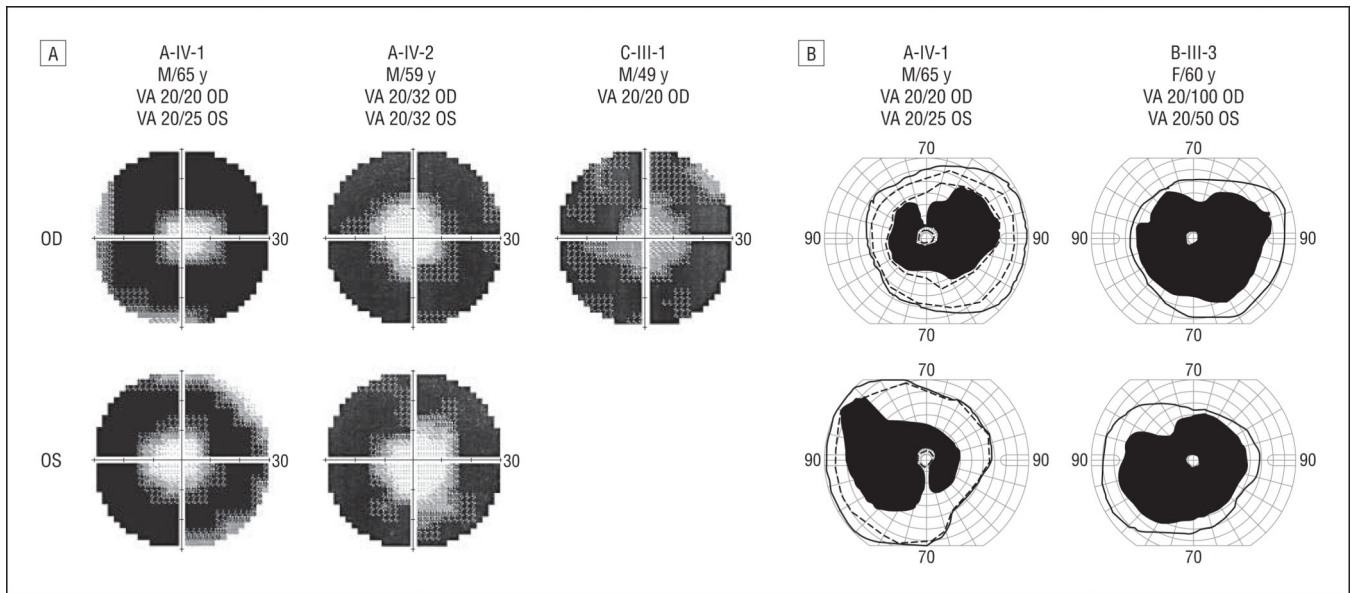 A
A-IV-1
M/65 y
VA 20/20 OD
VA 20/25 OS
A-IV-2
M/59 y
VA 20/32 OD
VA 20/32 OS
C-III-1
M/49 y
VA 20/20 OD
OD
30
30
30
OS
30
30
B
A-IV-1
M/65 y
VA 20/20 OD
VA 20/25 OS
B-III-3
F/60 y
VA 20/100 OD
VA 20/50 OS
70
70
90
90
90
70
70
70
70
90
90
90
70
70